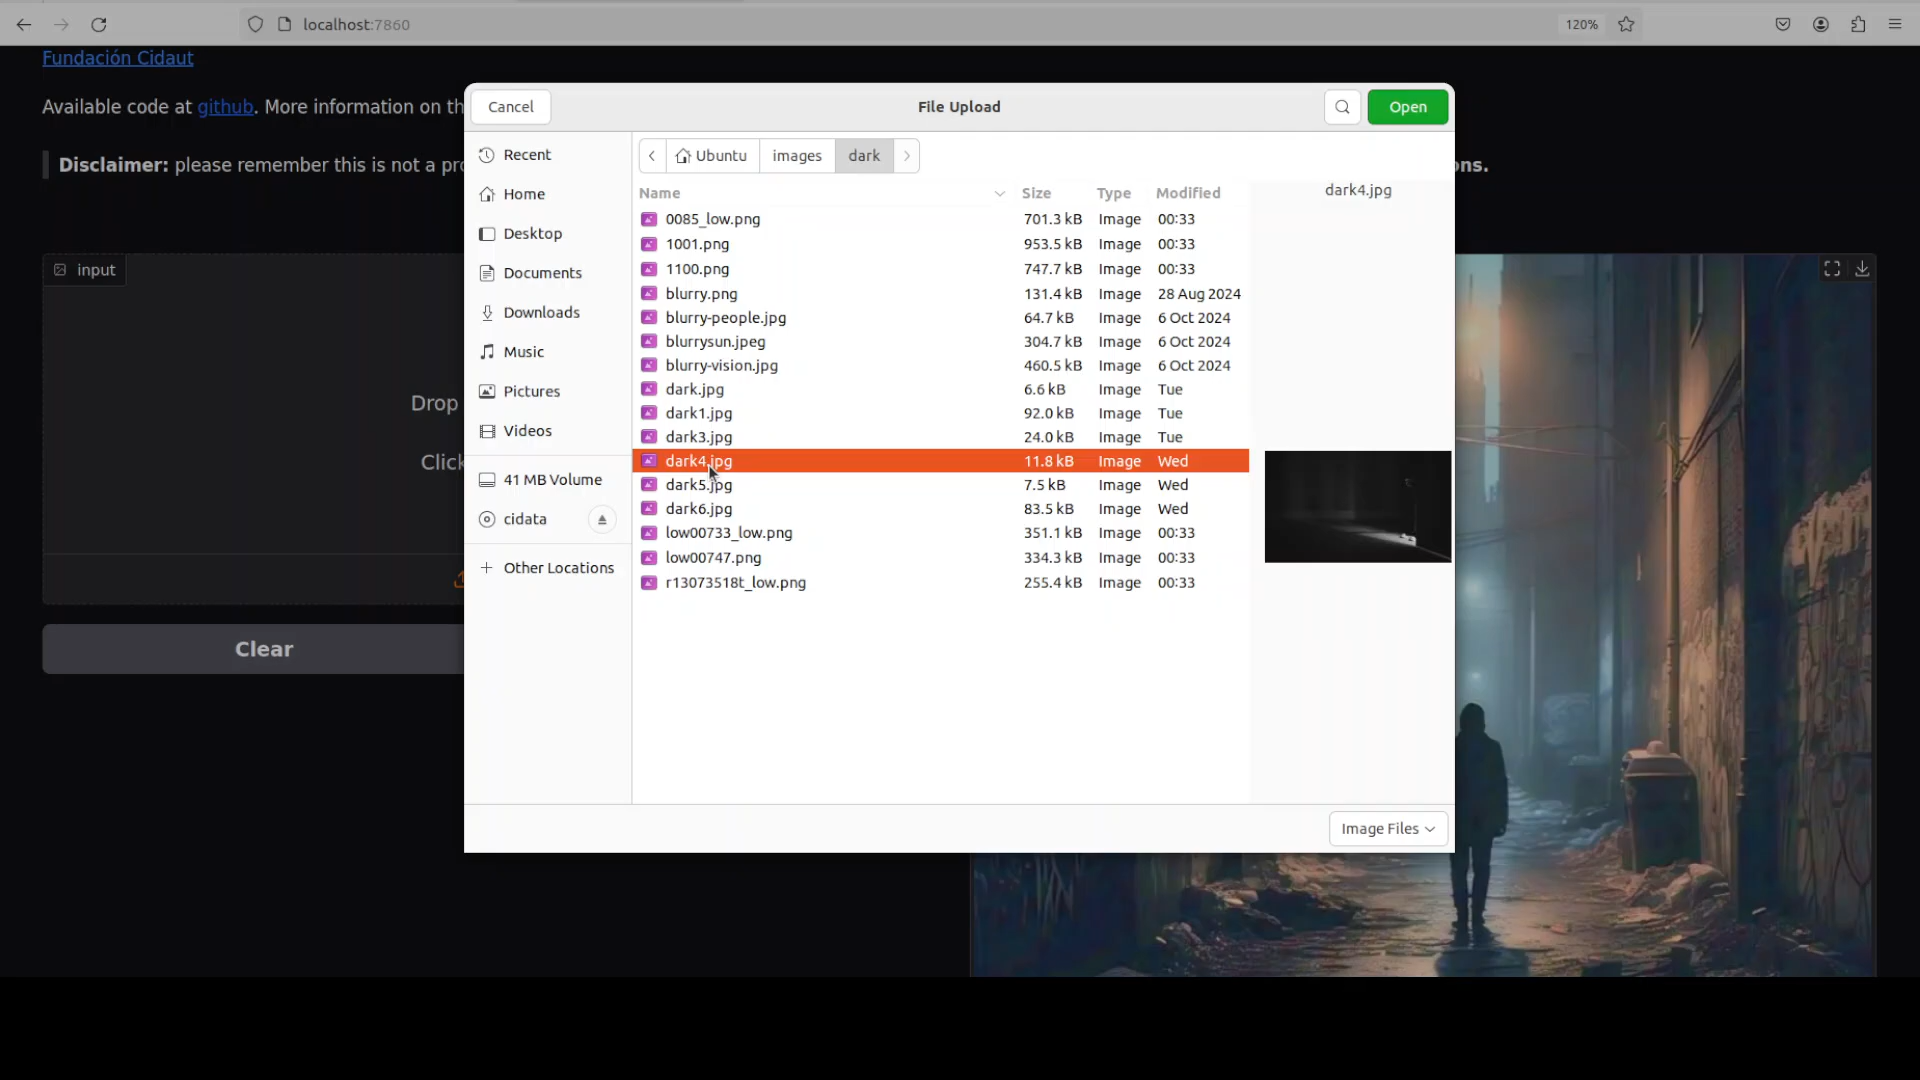 localhost:7860
120%
Fundación Cidaut
Available code at github. More information on th
Disclaimer: please remember this is not a pro
ons.
input
Drop
Click
Clear
Cancel
File Upload
Open
Recent
Home
Desktop
Documents
Downloads
Music
Pictures
Videos
41 MB Volume
cidata
Other Locations
Ubuntu images dark
Name Size Type Modified
0085_low.png 701.3 kB Image 00:33
1001.png 953.5 kB Image 00:33
1100.png 747.7 kB Image 00:33
blurry.png 131.4 kB Image 28 Aug 2024
blurry-people.jpg 64.7 kB Image 6 Oct 2024
blurrysun.jpeg 304.7 kB Image 6 Oct 2024
blurry-vision.jpg 460.5 kB Image 6 Oct 2024
dark.jpg 6.6 kB Image Tue
dark1.jpg 92.0 kB Image Tue
dark3.jpg 24.0 kB Image Tue
dark4.jpg 11.8 kB Image Wed
dark5.jpg 7.5 kB Image Wed
dark6.jpg 83.5 kB Image Wed
low00733_low.png 351.1 kB Image 00:33
low00747.png 334.3 kB Image 00:33
r13073518t_low.png 255.4 kB Image 00:33
dark4.jpg
Image Files